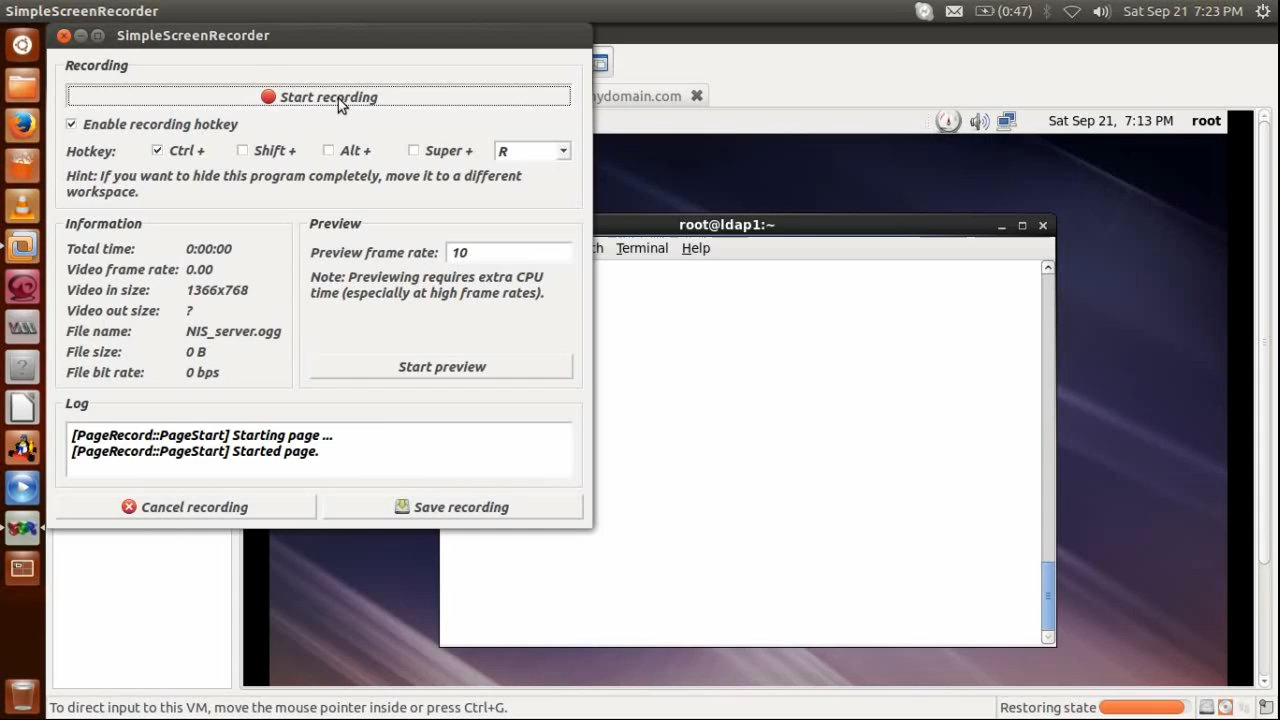 SimpleScreenRecorder
(0:47)
Sat Sep 21 7:23 PM
SimpleScreenRecorder
Recording
Start recording
Enable recording hotkey
Hotkey: Ctrl + Shift + Alt + Super + R
Hint: If you want to hide this program completely, move it to a different
workspace.
Information
Total time: 0:00:00
Video frame rate: 0.00
Video in size: 1366x768
Video out size: ?
File name: NIS_server.ogg
File size: 0 B
File bit rate: 0 bps
Preview
Preview frame rate: 10
Note: Previewing requires extra CPU
time (especially at high frame rates).
Start preview
Log
[PageRecord::PageStart] Starting page ...
[PageRecord::PageStart] Started page.
Cancel recording
Save recording
ydomain.com
Sat Sep 21, 7:13 PM root
root@ldap1:~
ch Terminal Help
To direct input to this VM, move the mouse pointer inside or press Ctrl+G.
Restoring state